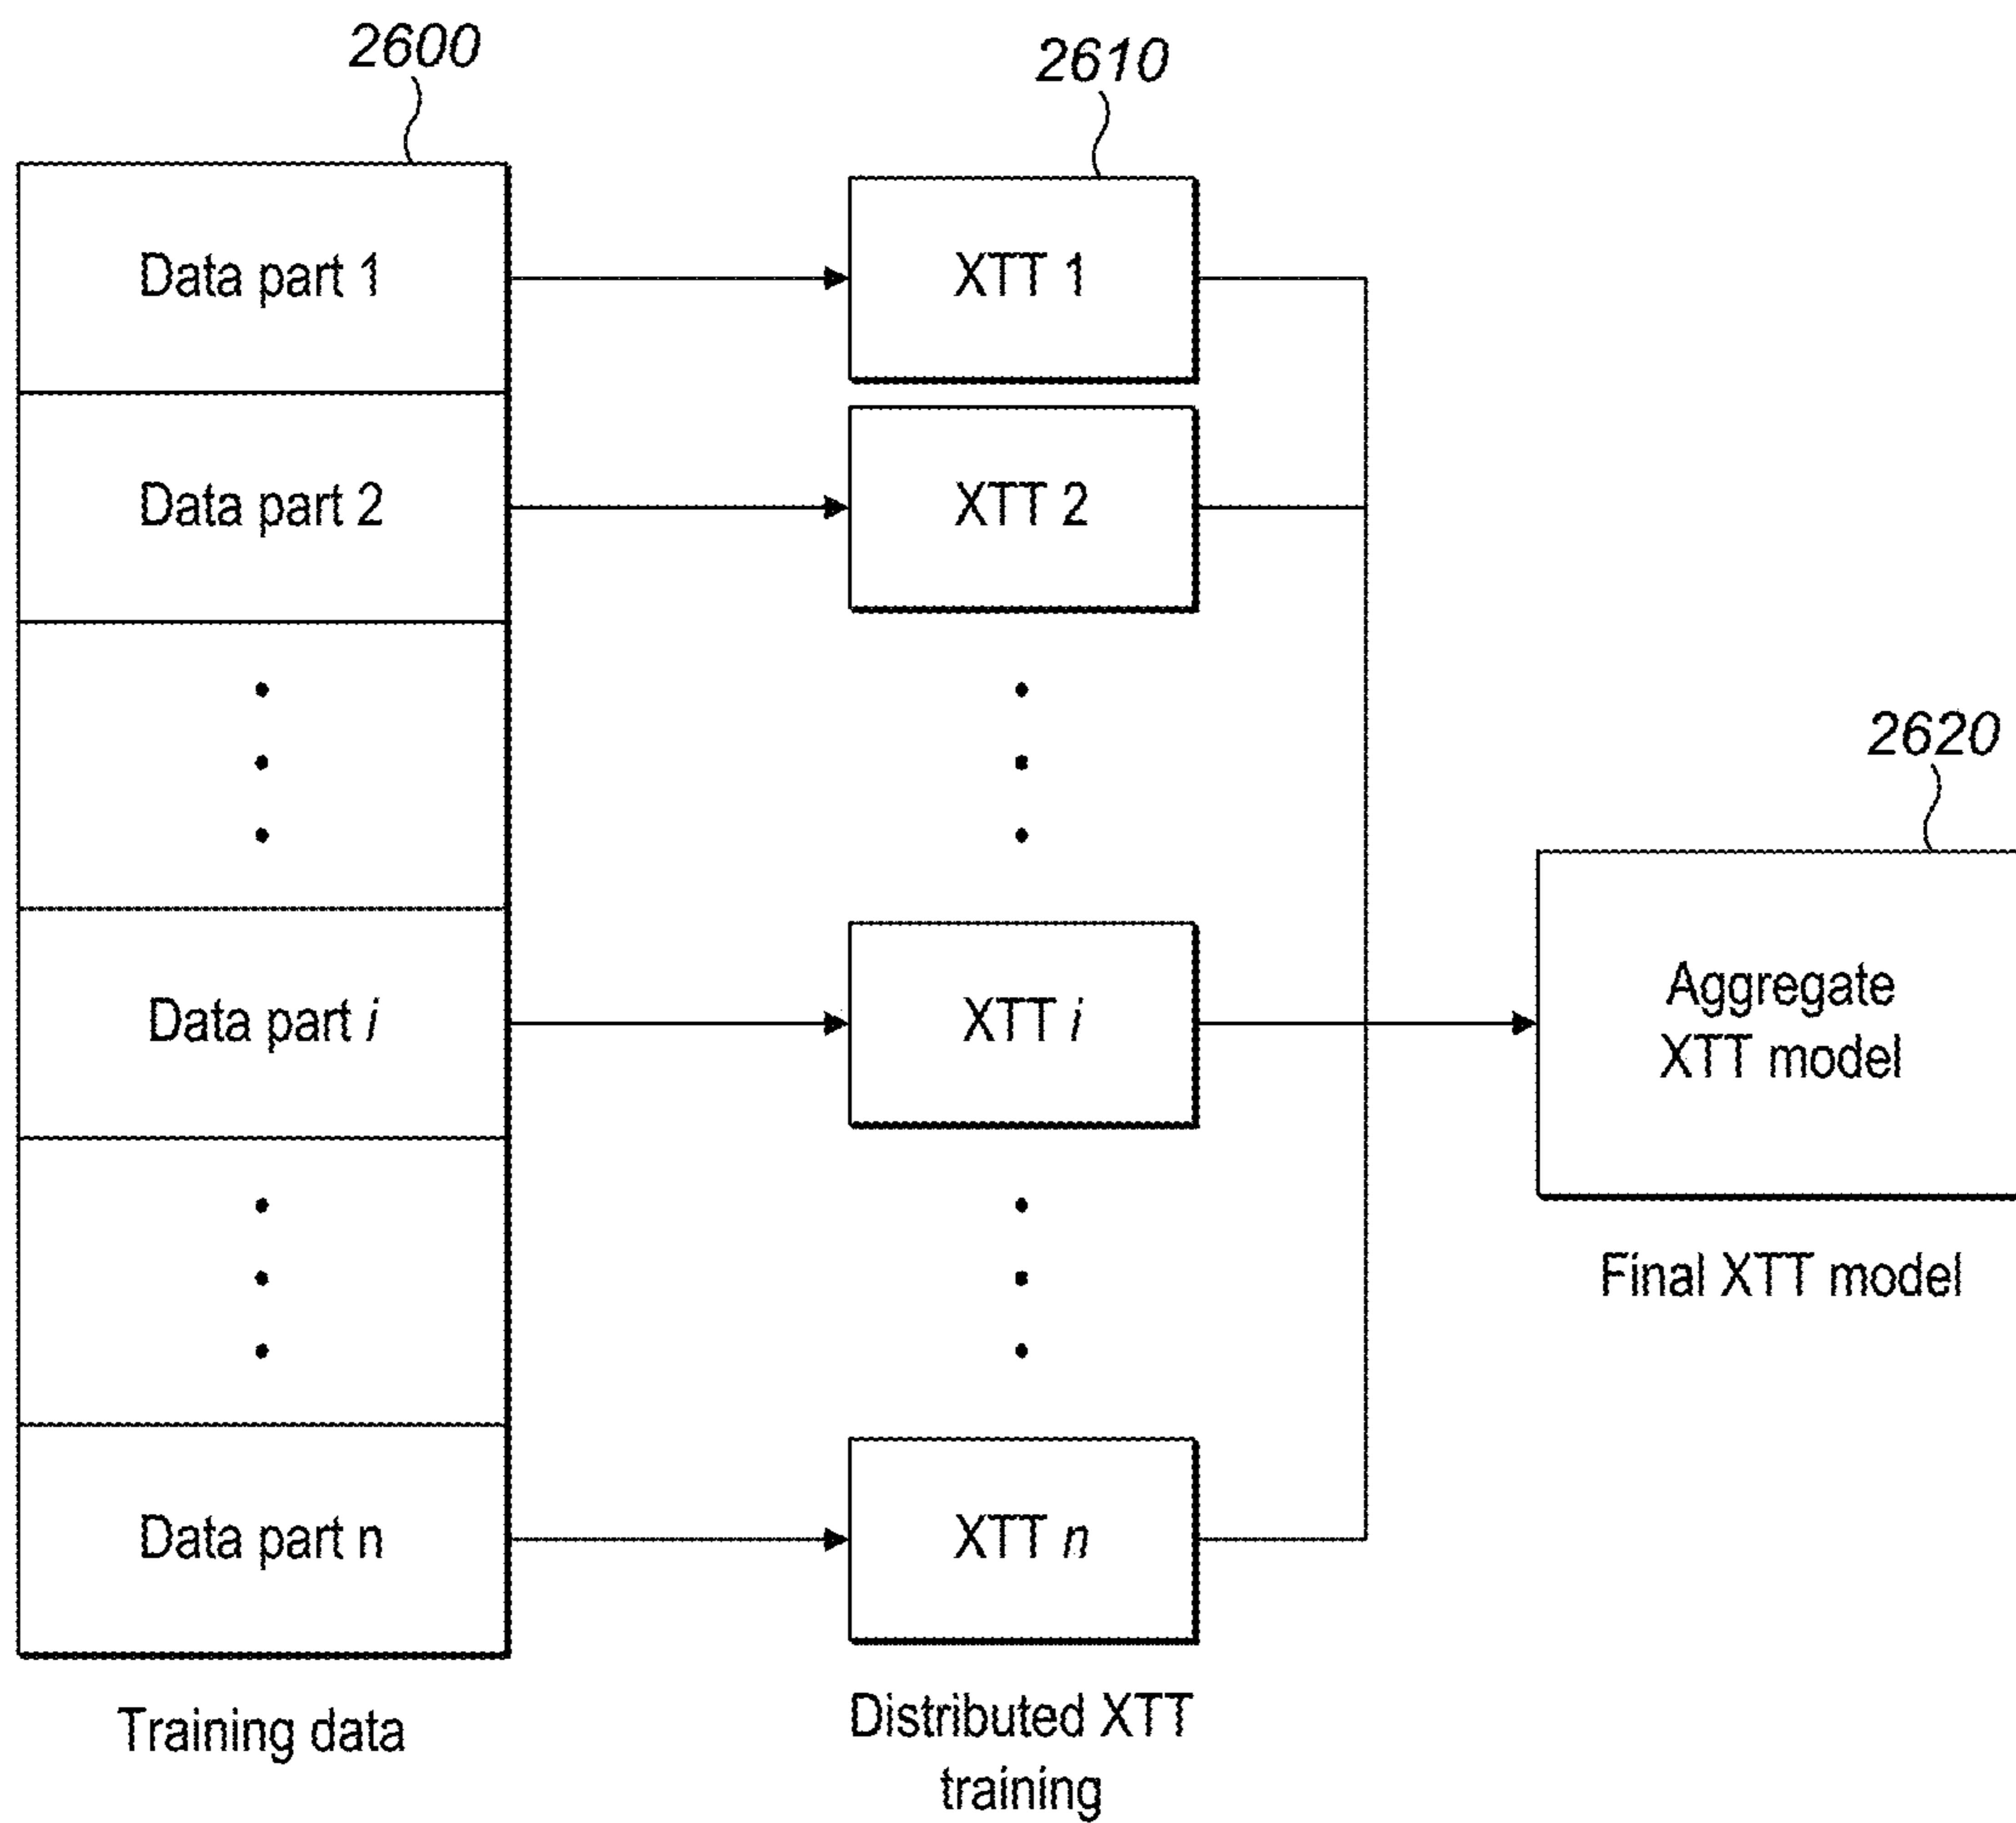 2600
2610
Data part 1
XTT 1
Data part 2
XTT 2
2620
Data part i
XTT i
Aggregate
XTT model
Final XTT model
Data part n
XTT n
Training data
Distributed XTT
training